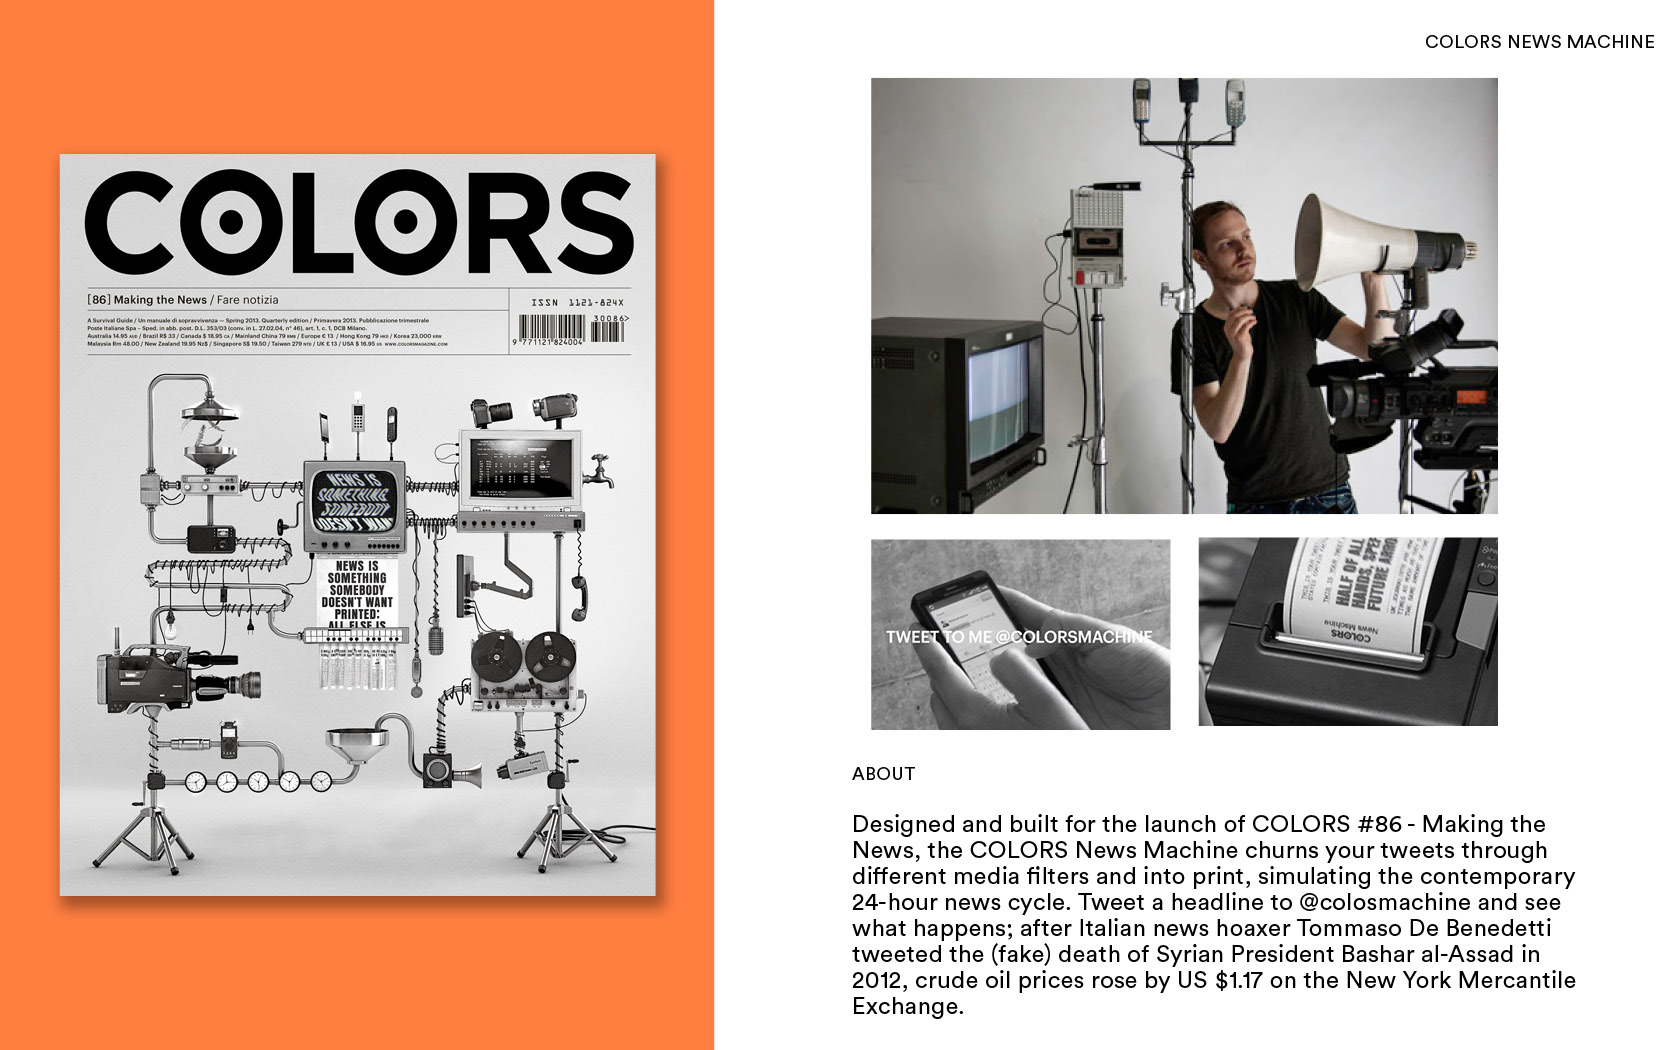 COLORS
[86] Making the News / Fare notizia
A Survival Guide / Un manuale di sopravvivenza — Spring 2013. Quarterly edition / Primavera 2013. Pubblicazione trimestrale
Poste Italiane Spa – Sped. in abb. post. D.L. 353/03 (conv. in L. 27.02.04, n° 46), art. 1, c. 1, DCB Milano.
Australia 14.95 AUD / Brazil R$ 33 / Canada $ 18.95 CA / Mainland China 79 RMB / Europe € 13 / Hong Kong 79 HKD / Korea 23,000 KRW
Malaysia Rm 48.00 / New Zealand 19.95 Nz$ / Singapore S$ 19.50 / Taiwan 279 NTD / UK £ 13 / USA $ 16.95 US WWW.COLORSMAGAZINE.COM
ISSN 1121-824X
30086>
9 771121 824004
NEWS IS
SOMETHING
SOMEBODY
DOESN'T WAN
NEWS IS
SOMETHING
SOMEBODY
DOESN'T WANT
PRINTED:
ALL ELSE IS
COLORS NEWS MACHINE
TWEET TO ME @COLORSMACHINE
HALF OF ALL
HANDS, SPE
FUTURE ARRO
News Machine
COLORS
ABOUT
Designed and built for the launch of COLORS #86 - Making the
News, the COLORS News Machine churns your tweets through
different media filters and into print, simulating the contemporary
24-hour news cycle. Tweet a headline to @colosmachine and see
what happens; after Italian news hoaxer Tommaso De Benedetti
tweeted the (fake) death of Syrian President Bashar al-Assad in
2012, crude oil prices rose by US $1.17 on the New York Mercantile
Exchange.